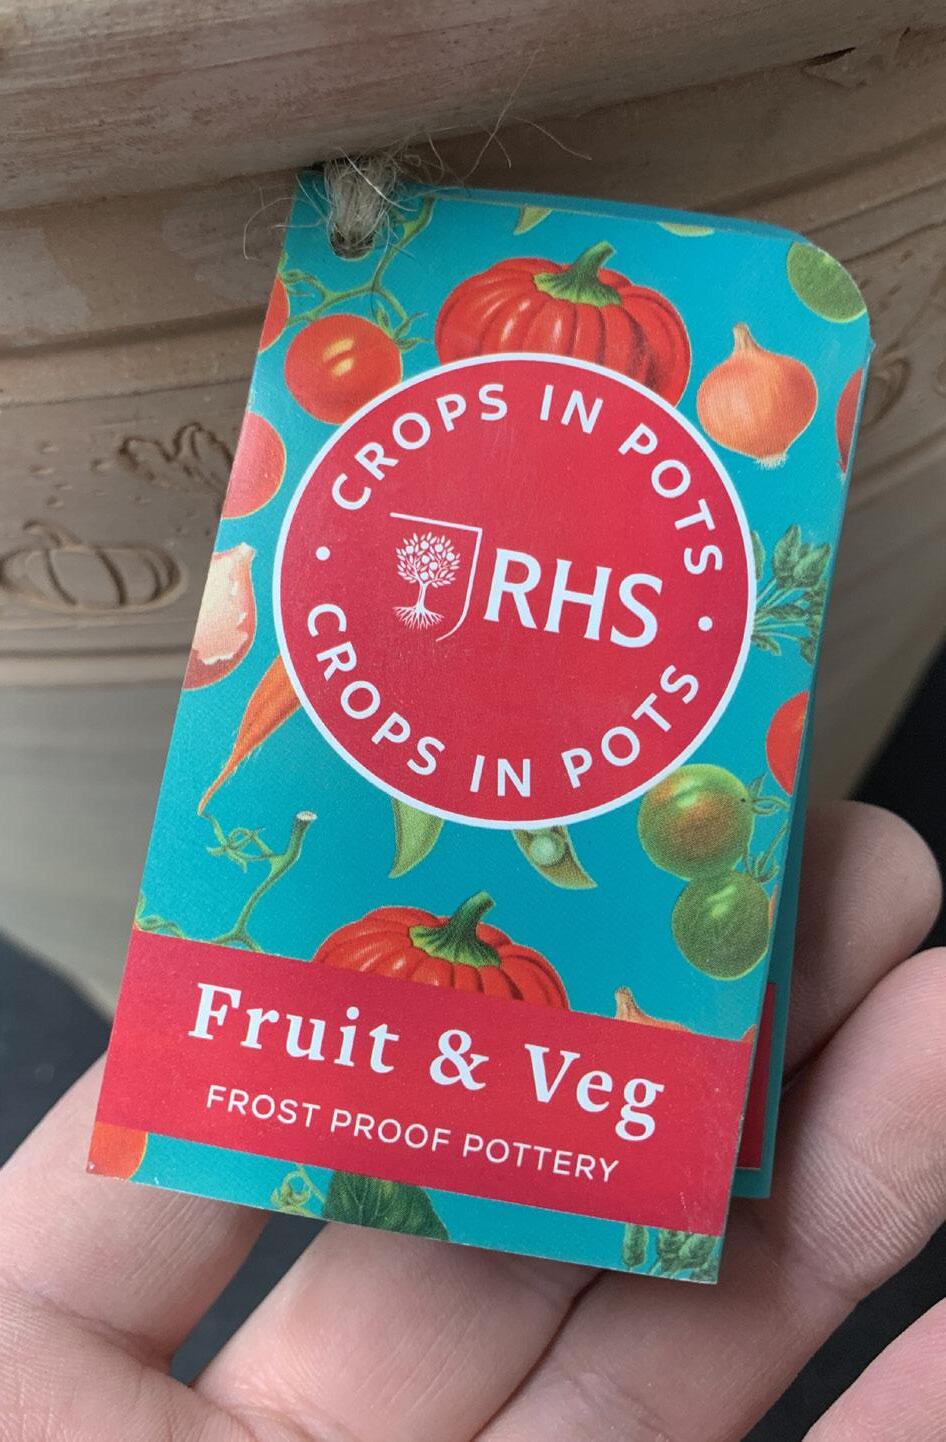 CROPS IN POTS
RHS
CROPS IN POTS
Fruit & Veg
FROST PROOF POTTERY